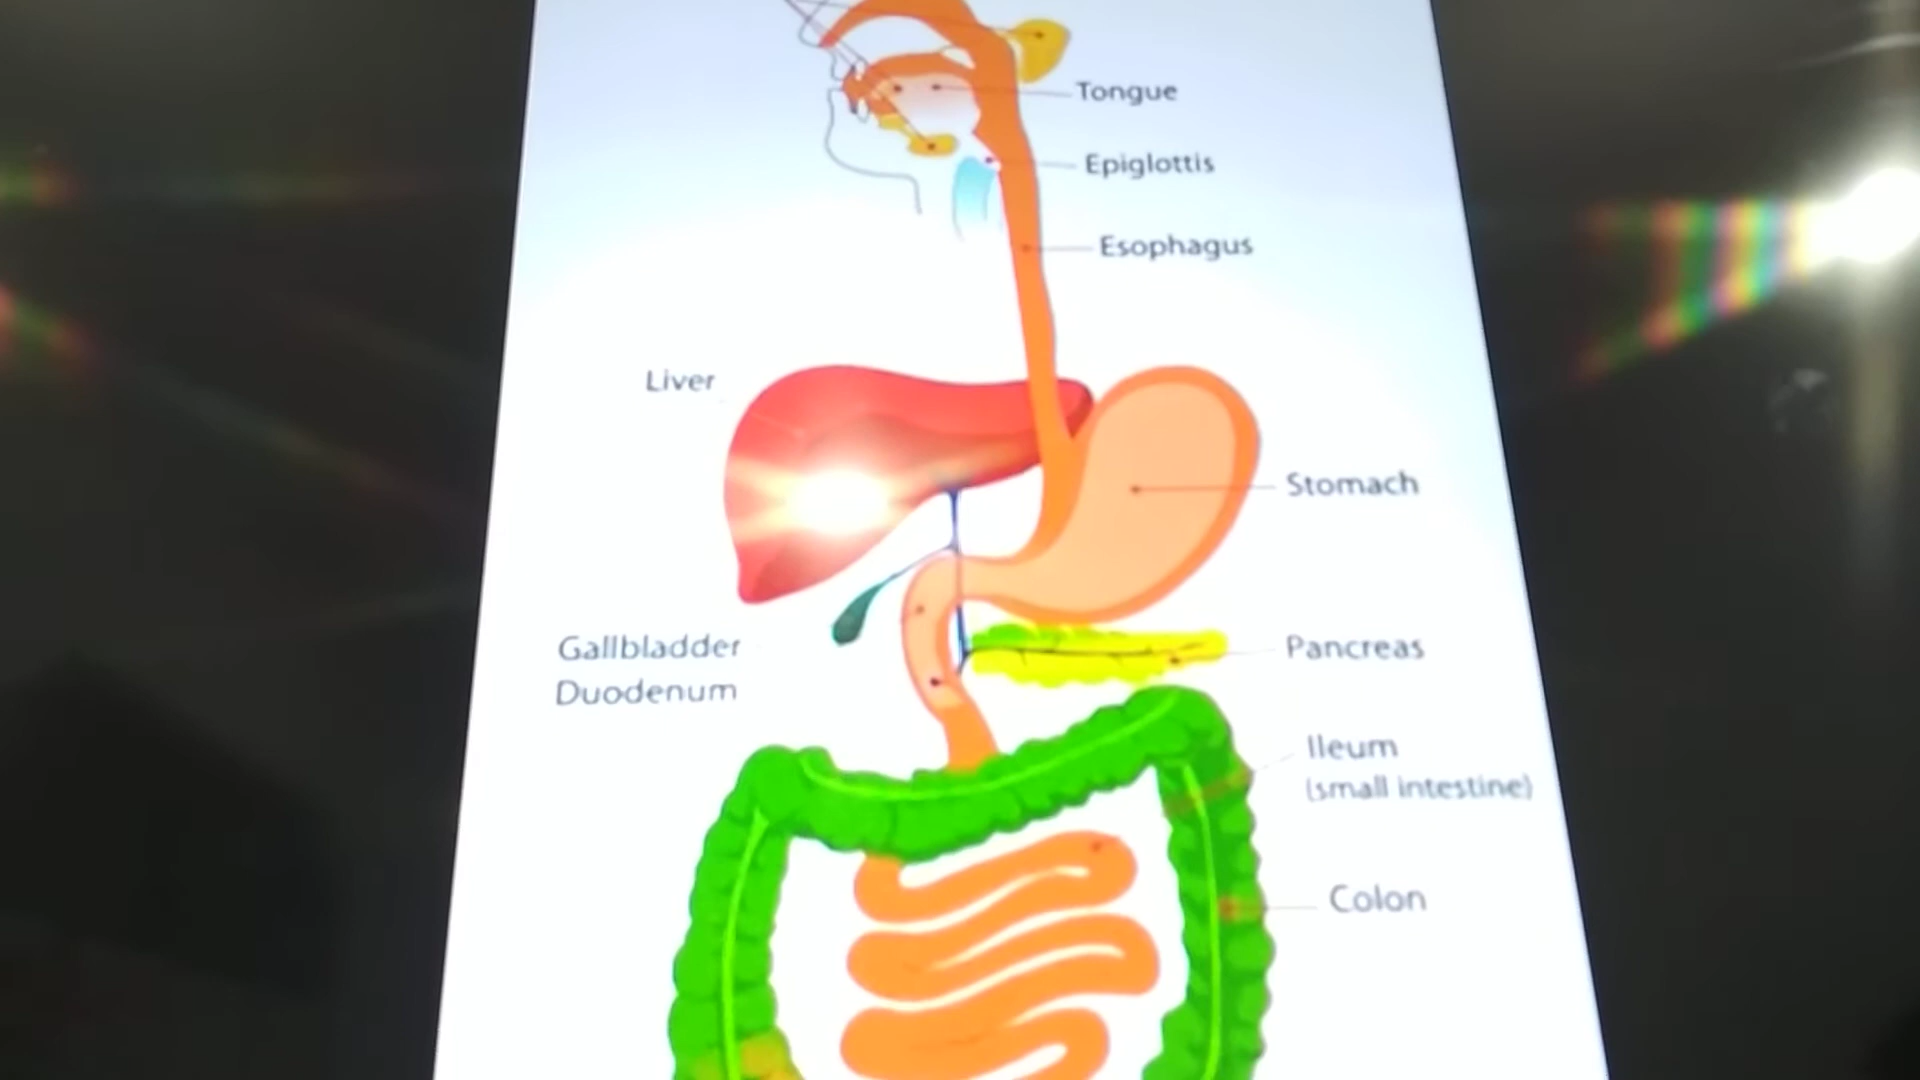 Tongue
Epiglottis
Esophagus
Liver
Stomach
Gallbladder
Duodenum
Pancreas
Ileum
(small intestine)
Colon